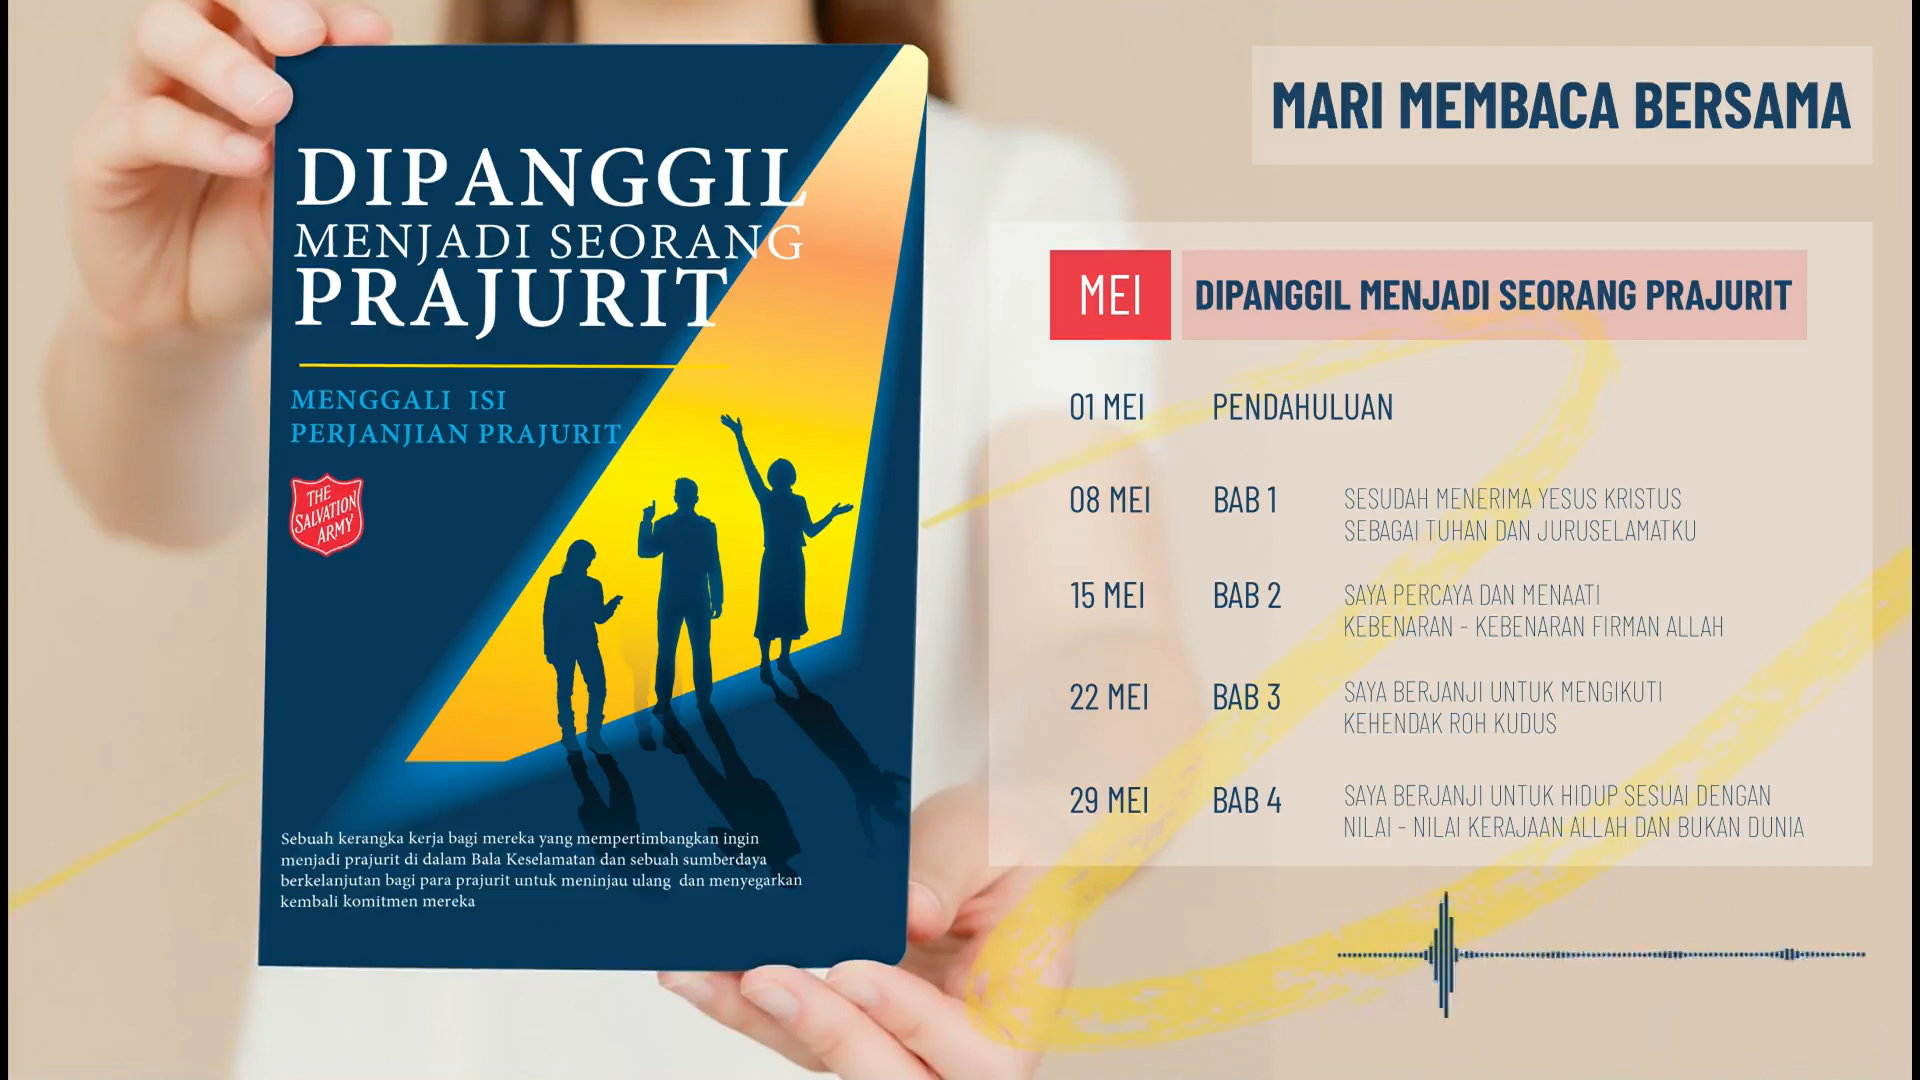 DIPANGGIL
MENJADI SEORANG
PRAJURIT
MENGGALI ISI
PERJANJIAN PRAJURIT
THE
SALVATION
ARMY
Sebuah kerangka kerja bagi mereka yang mempertimbangkan ingin
menjadi prajurit di dalam Bala Keselamatan dan sebuah sumberdaya
berkelanjutan bagi para prajurit untuk meninjau ulang dan menyegarkan
kembali komitmen mereka
MARI MEMBACA BERSAMA
MEI DIPANGGIL MENJADI SEORANG PRAJURIT
01 MEI PENDAHULUAN
08 MEI BAB 1 SESUDAH MENERIMA YESUS KRISTUS
SEBAGAI TUHAN DAN JURUSELAMATKU
15 MEI BAB 2 SAYA PERCAYA DAN MENAATI
KEBENARAN - KEBENARAN FIRMAN ALLAH
22 MEI BAB 3 SAYA BERJANJI UNTUK MENGIKUTI
KEHENDAK ROH KUDUS
29 MEI BAB 4 SAYA BERJANJI UNTUK HIDUP SESUAI DENGAN
NILAI - NILAI KERAJAAN ALLAH DAN BUKAN DUNIA